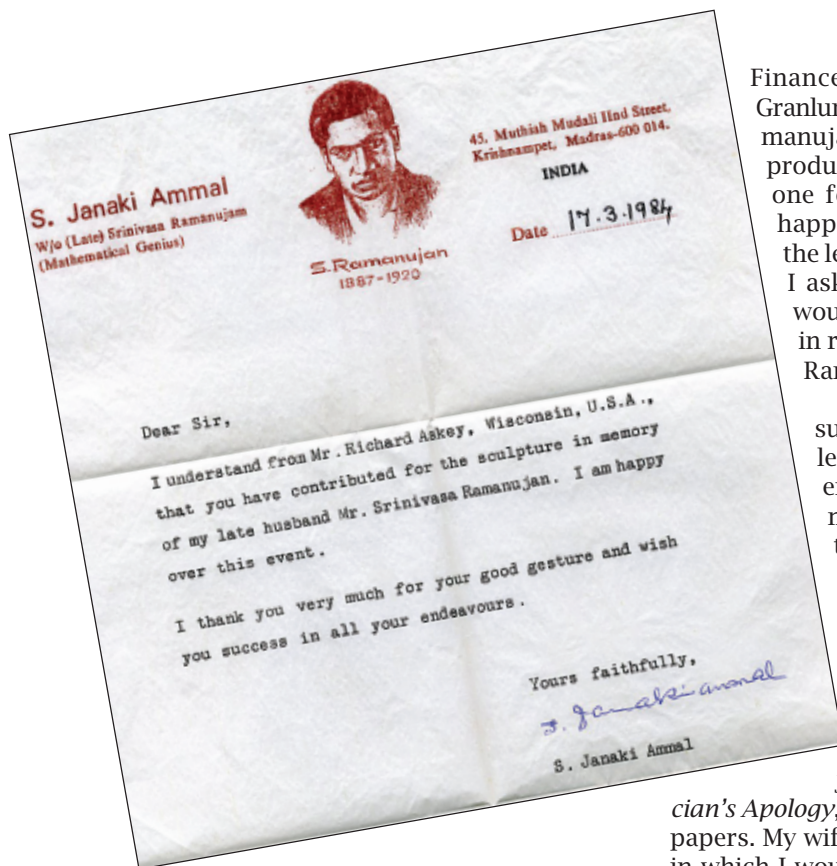 S. Janaki Ammal
W/o (Late) Srinivasa Ramanujam
(Mathematical Genius)
S. Ramanujan
1887-1920
45, Muthiah Mudali IInd Street,
Krishnampet, Madras-600 014.
INDIA
Date 17.3.1984
Dear Sir,
I understand from Mr. Richard Askey, Wisconsin, U.S.A.,
that you have contributed for the sculpture in memory
of my late husband Mr. Srinivasa Ramanujan. I am happy
over this event.
I thank you very much for your good gesture and wish
you success in all your endeavours.
Yours faithfully,
S. Janakiammal
S. Janaki Ammal
Finance
Granlu
manuja
produ
one fo
happ
the le
I ask
wou
in r
Ra
su
le
cian's Apology,
papers. My wif
in which I wou